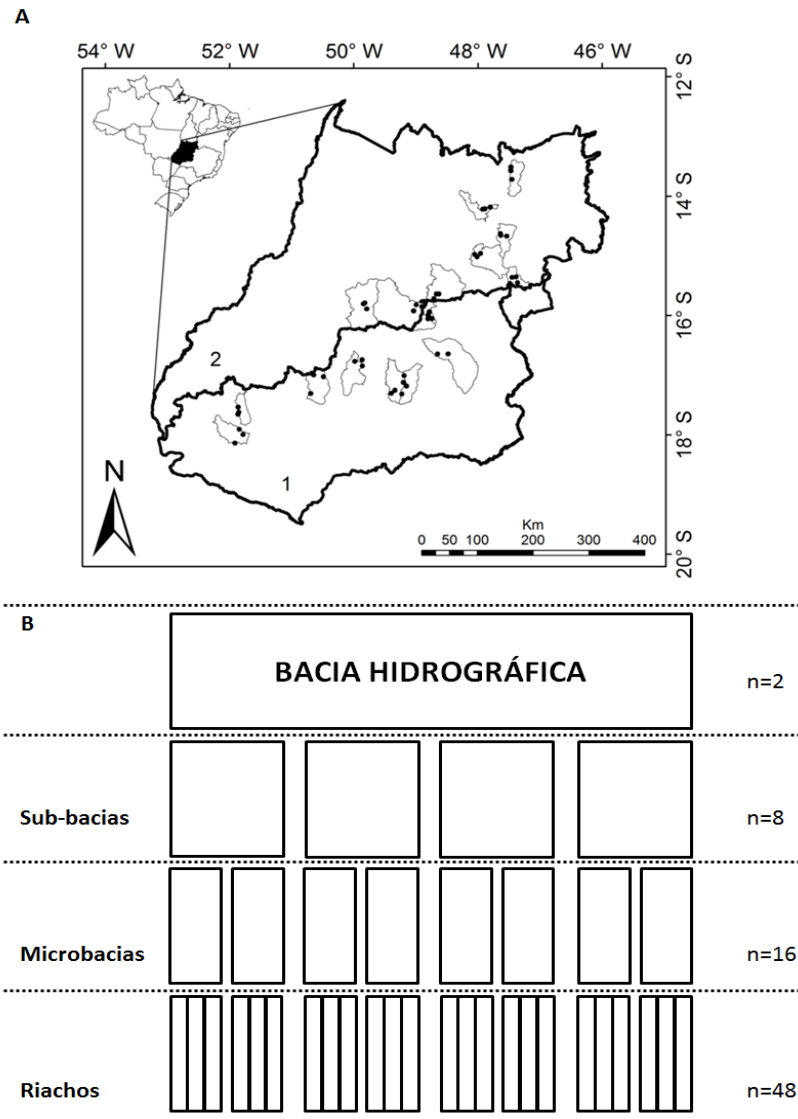 A
54° W 52° W 50° W 48° W 46° W
12° S
14° S
16° S
18° S
20° S
2
1
N
Km
0 50 100 200 300 400
B
BACIA HIDROGRÁFICA
n=2
Sub-bacias
n=8
Microbacias
n=16
Riachos
n=48